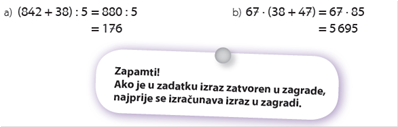 a) (842 + 38) : 5 = 880 : 5
= 176
b) 67 · (38 + 47) = 67 · 85
= 5 695
Zapamti!
Ako je u zadatku izraz zatvoren u zagrade,
najprije se izračunava izraz u zagradi.